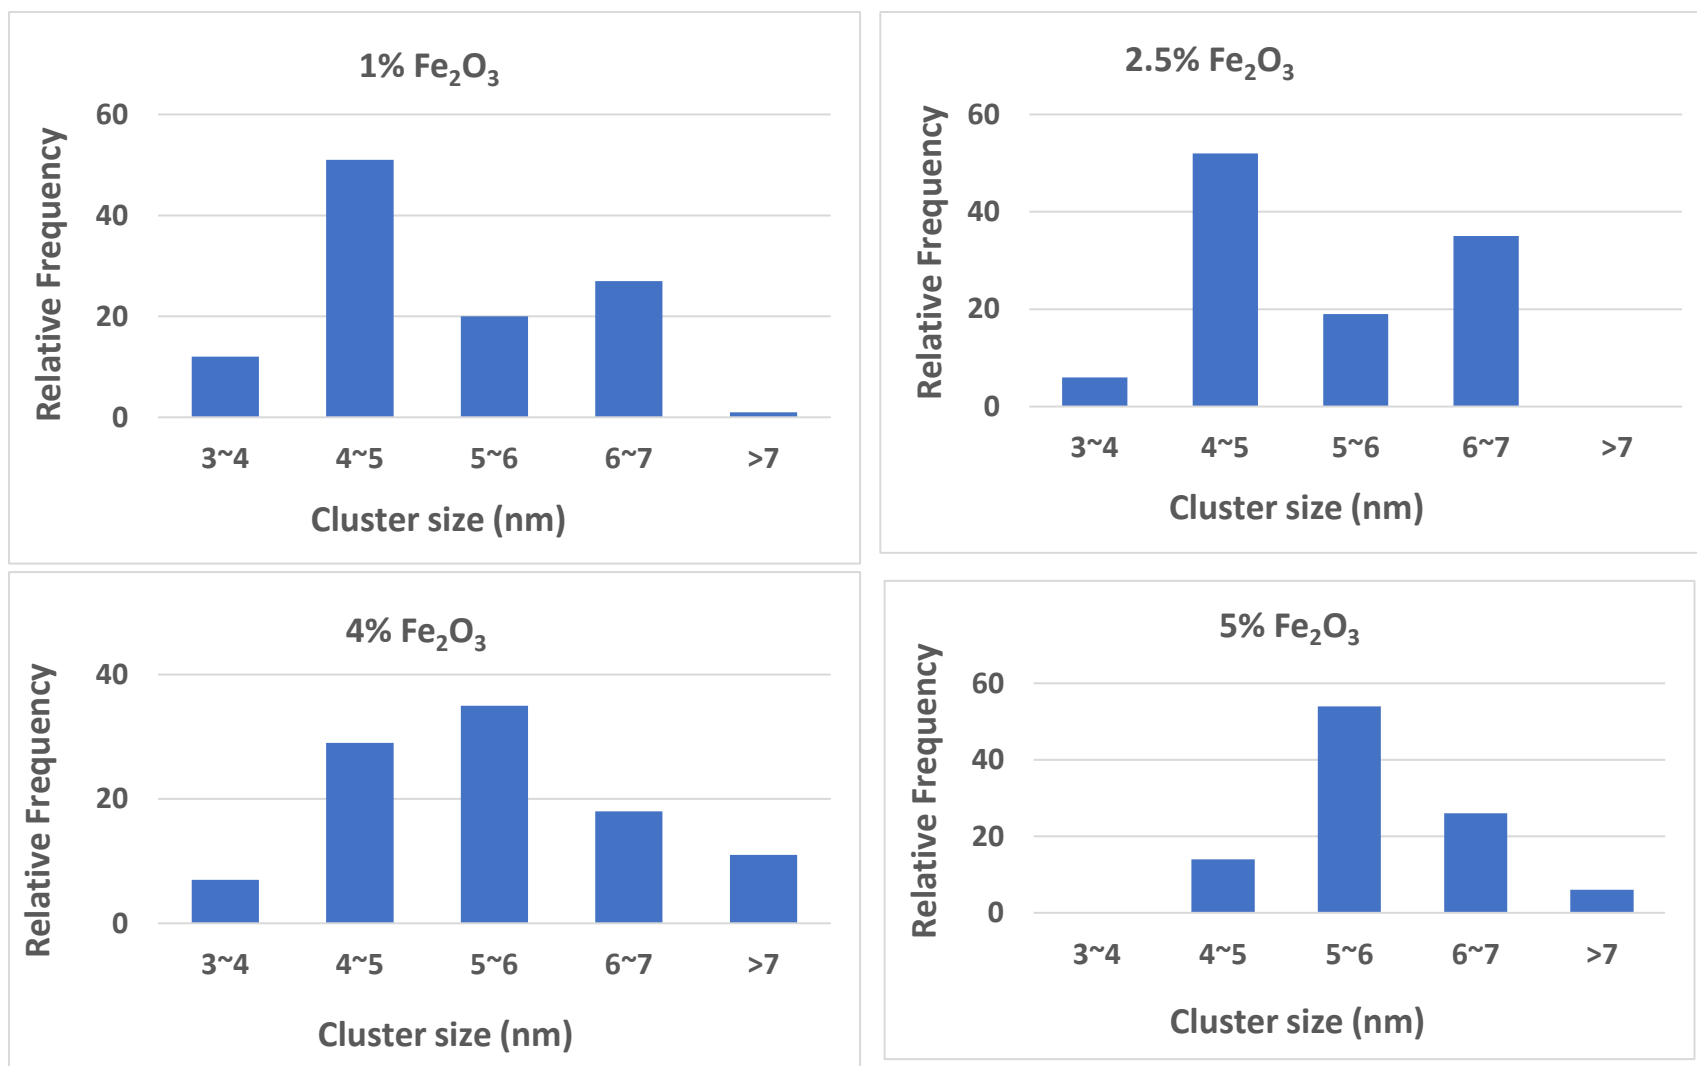 1% Fe₂O₃
Relative Frequency
60
40
20
0
3~4 4~5 5~6 6~7 >7
Cluster size (nm)
2.5% Fe₂O₃
Relative Frequency
60
40
20
0
3~4 4~5 5~6 6~7 >7
Cluster size (nm)
4% Fe₂O₃
Relative Frequency
40
20
0
3~4 4~5 5~6 6~7 >7
Cluster size (nm)
5% Fe₂O₃
Relative Frequency
60
40
20
0
3~4 4~5 5~6 6~7 >7
Cluster size (nm)